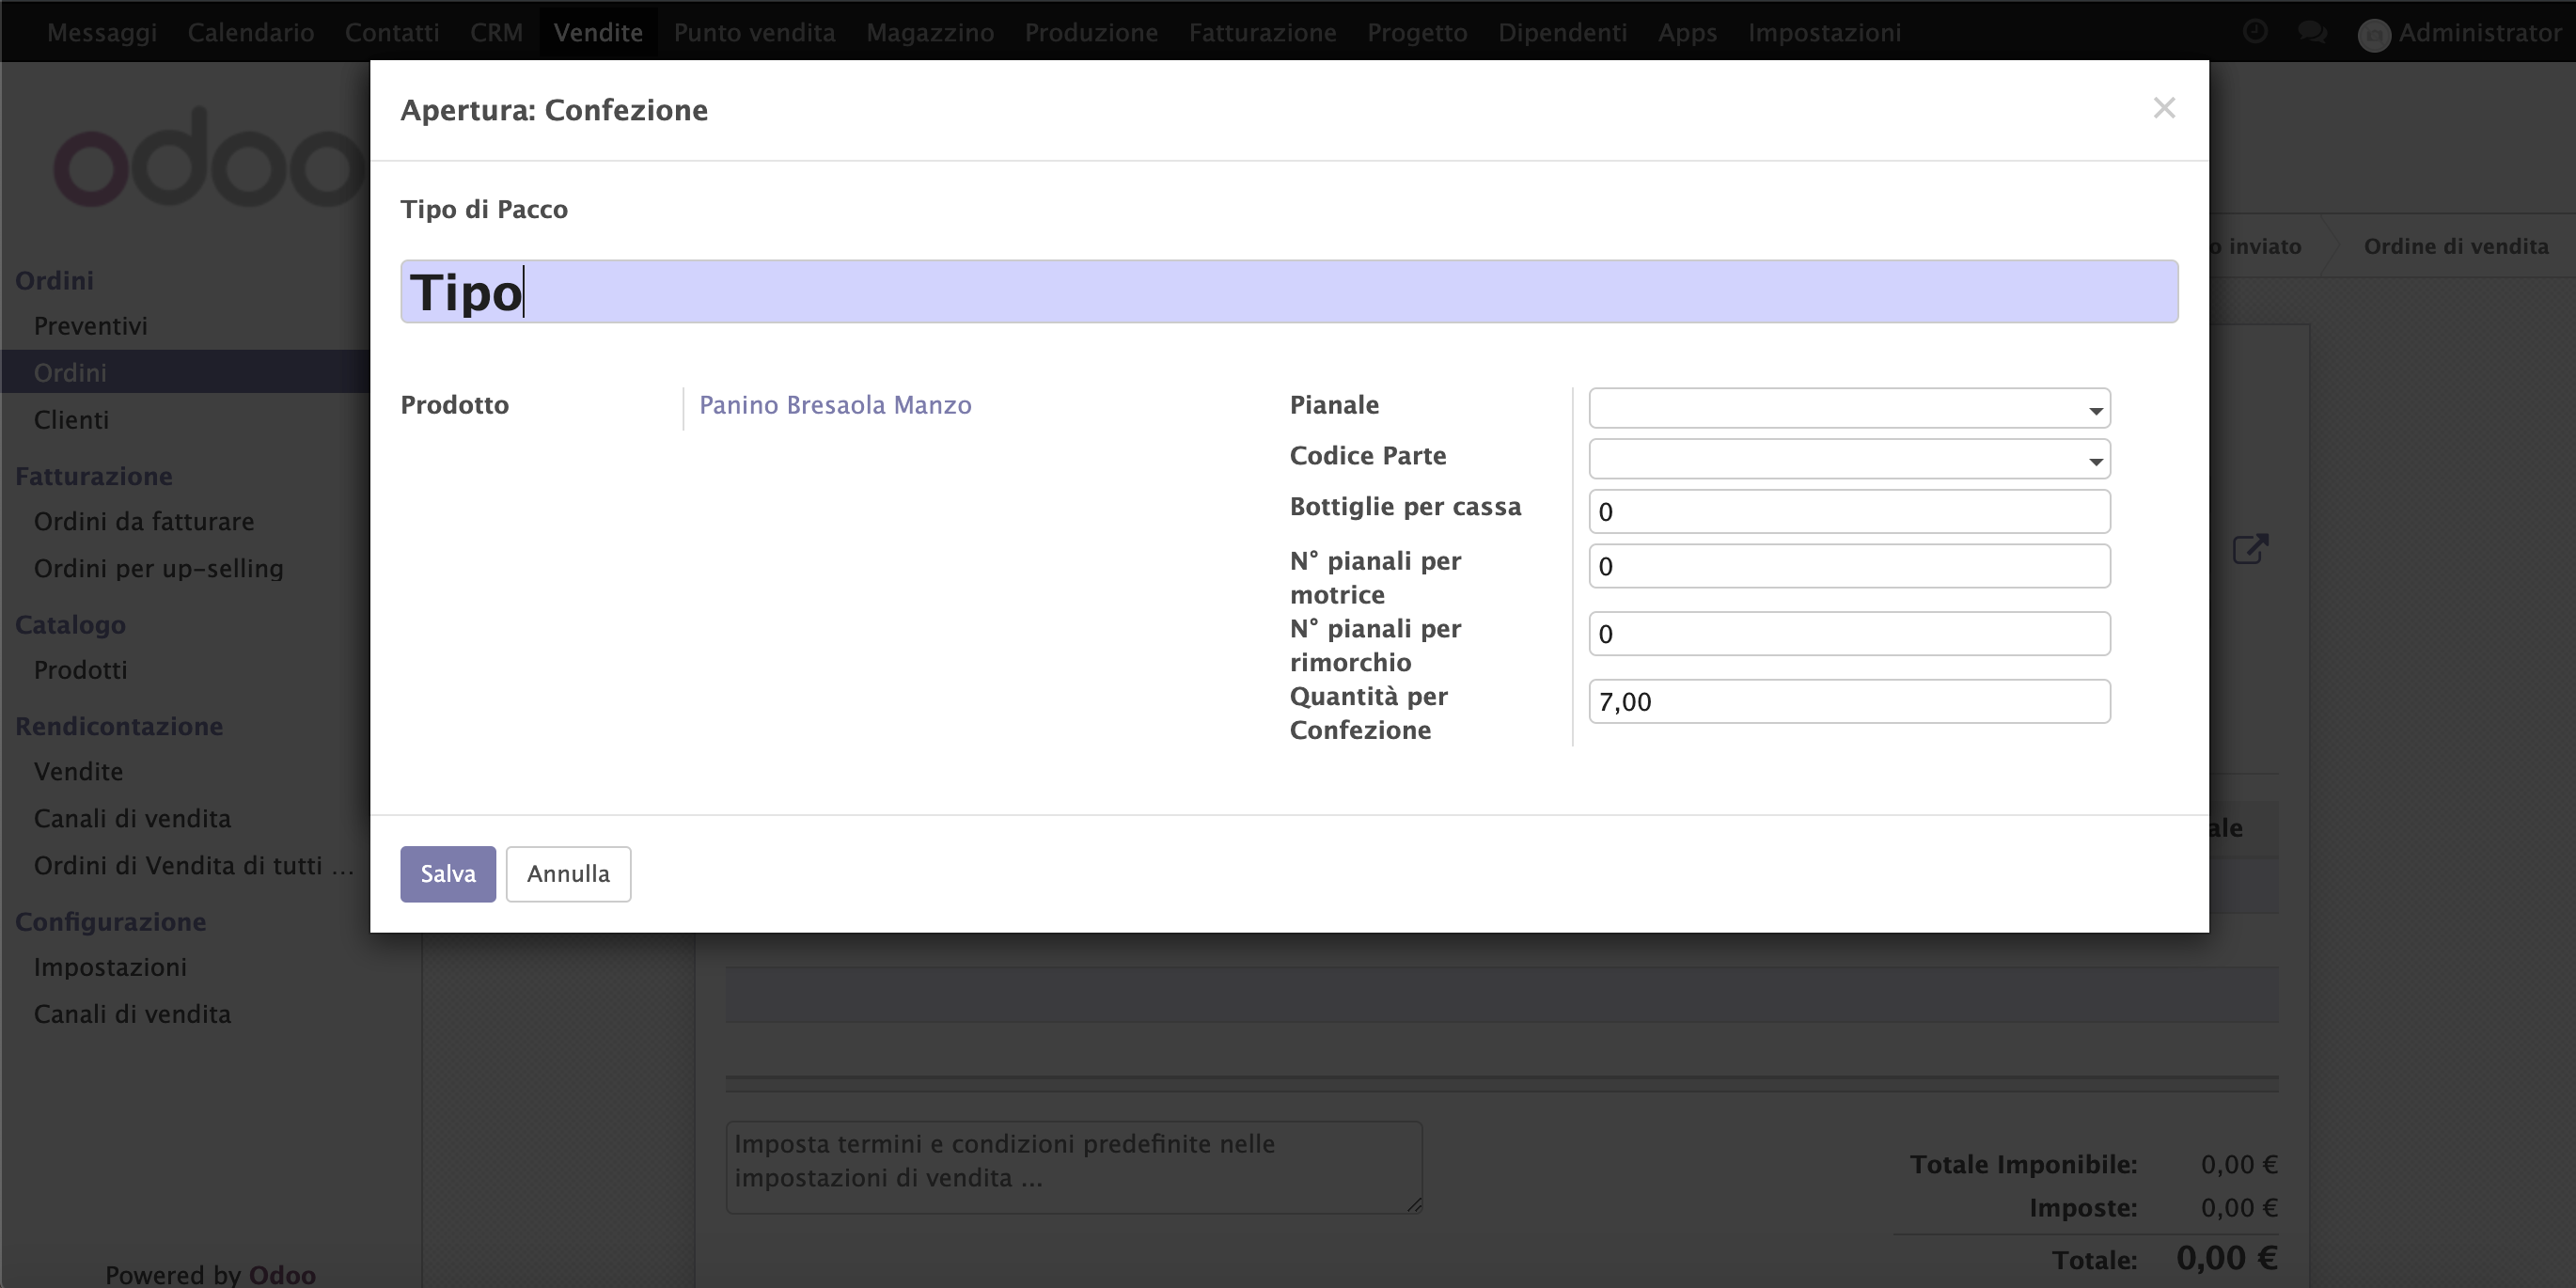 Messaggi Calendario Contatti CRM Vendite Punto vendita Magazzino Produzione Fatturazione Progetto Dipendenti Apps Impostazioni Administrator
odoo
Ordini
Preventivi
Ordini
Clienti
Fatturazione
Ordini da fatturare
Ordini per up-selling
Catalogo
Prodotti
Rendicontazione
Vendite
Canali di vendita
Ordini di Vendita di tutti ...
Configurazione
Impostazioni
Canali di vendita
Powered by Odoo
Apertura: Confezione
×
Tipo di Pacco
Tipo
Prodotto Panino Bresaola Manzo
Pianale
Codice Parte
Bottiglie per cassa 0
N° pianali per
motrice 0
N° pianali per
rimorchio 0
Quantità per
Confezione 7,00
Salva Annulla
inviato Ordine di vendita
Imposta termini e condizioni predefinite nelle
impostazioni di vendita ...
Totale Imponibile: 0,00 €
Imposte: 0,00 €
Totale: 0,00 €